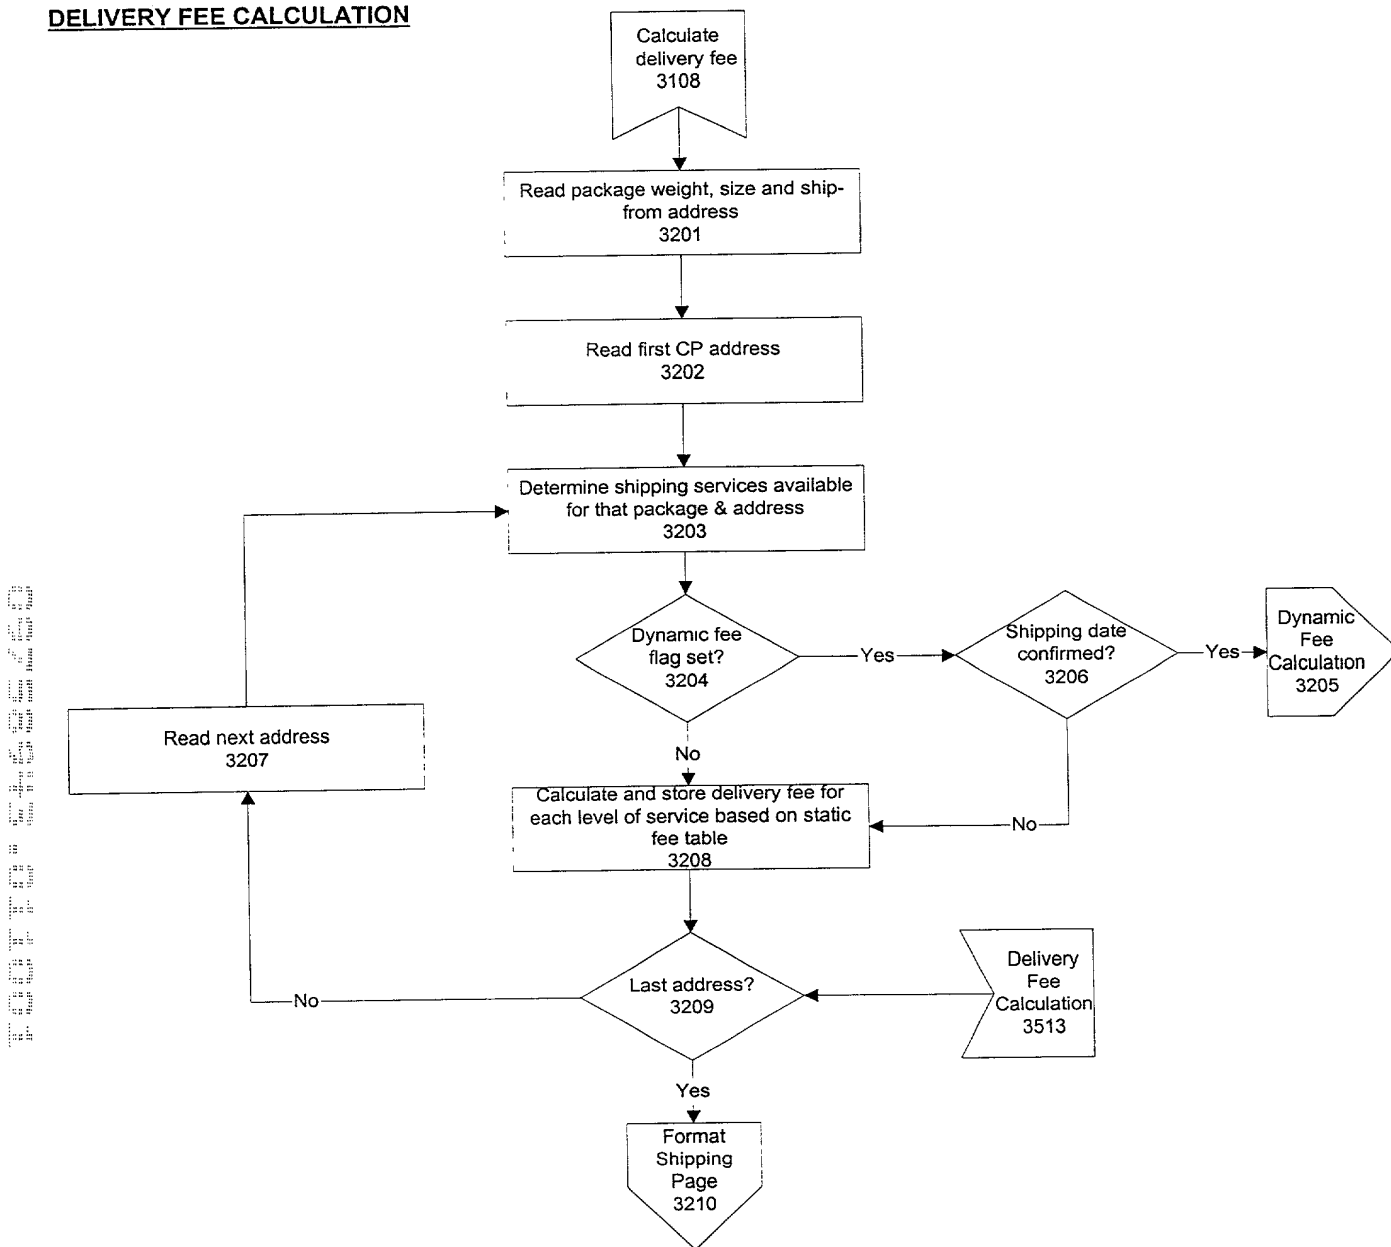 DELIVERY FEE CALCULATION
Calculate
delivery fee
3108
Read package weight, size and ship-
from address
3201
Read first CP address
3202
Determine shipping services available
for that package & address
3203
Dynamic fee
flag set?
3204
Yes
Shipping date
confirmed?
3206
Yes
Dynamic
Fee
Calculation
3205
Read next address
3207
No
Calculate and store delivery fee for
each level of service based on static
fee table
3208
No
Last address?
3209
No
Delivery
Fee
Calculation
3513
Yes
Format
Shipping
Page
3210